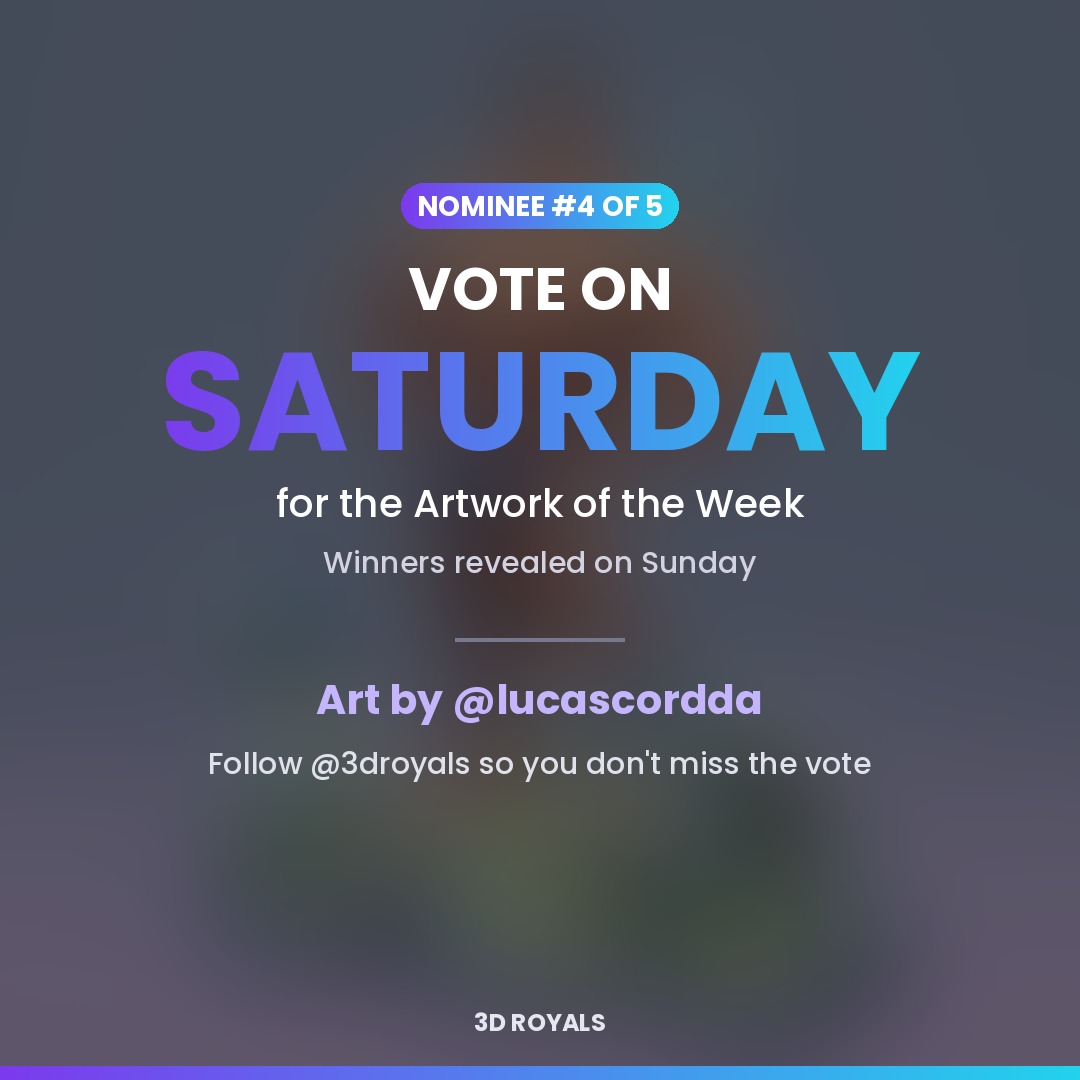 NOMINEE #4 OF 5
VOTE ON
SATURDAY
for the Artwork of the Week
Winners revealed on Sunday
Art by @lucascordda
Follow @3droyals so you don't miss the vote
3D ROYALS